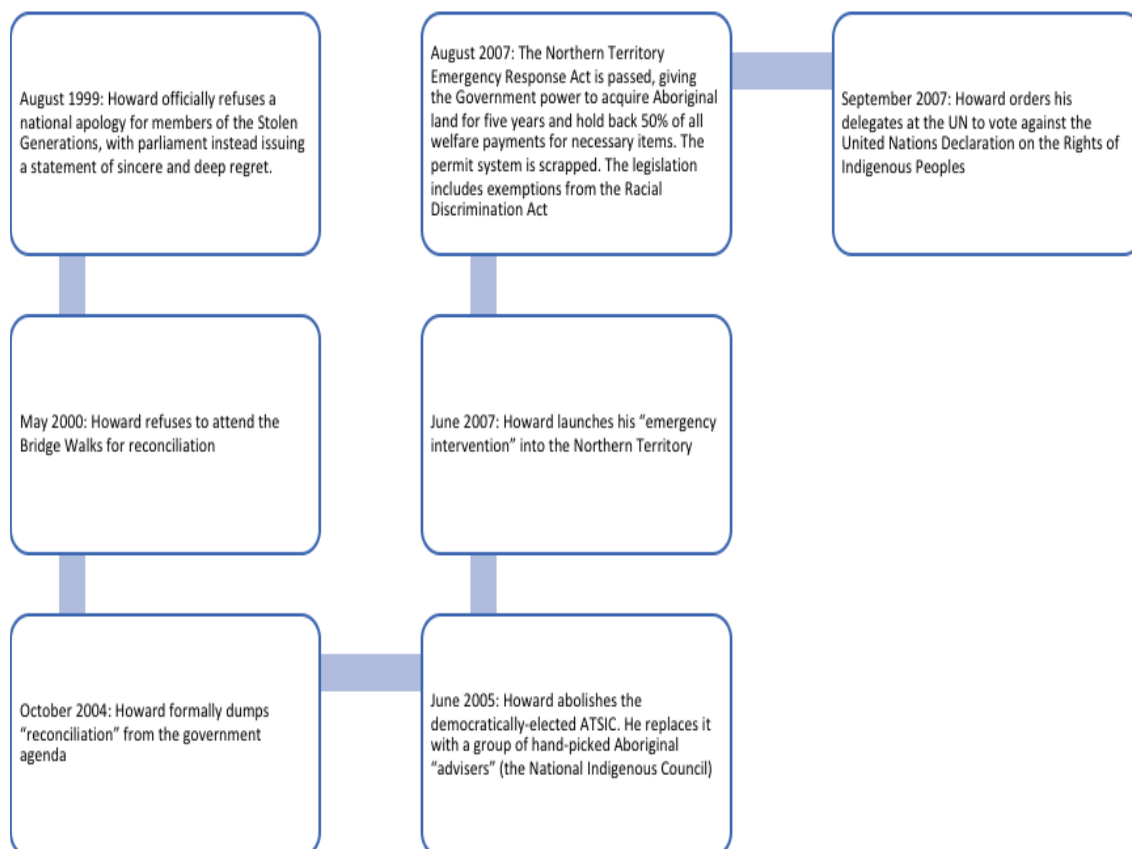 August 1999: Howard officially refuses a
national apology for members of the Stolen
Generations, with parliament instead issuing
a statement of sincere and deep regret.
May 2000: Howard refuses to attend the
Bridge Walks for reconciliation
October 2004: Howard formally dumps
“reconciliation” from the government
agenda
June 2005: Howard abolishes the
democratically-elected ATSIC. He replaces it
with a group of hand-picked Aboriginal
“advisers” (the National Indigenous Council)
June 2007: Howard launches his “emergency
intervention” into the Northern Territory
August 2007: The Northern Territory
Emergency Response Act is passed, giving
the Government power to acquire Aboriginal
land for five years and hold back 50% of all
welfare payments for necessary items. The
permit system is scrapped. The legislation
includes exemptions from the Racial
Discrimination Act
September 2007: Howard orders his
delegates at the UN to vote against the
United Nations Declaration on the Rights of
Indigenous Peoples